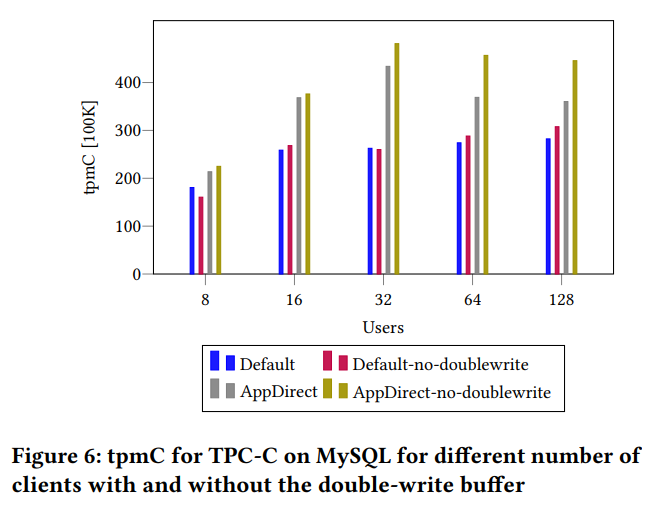 400
300
200
100
0
tpmC [100K]
8 16 32 64 128
Users
Default Default-no-doublewrite
AppDirect AppDirect-no-doublewrite
Figure 6: tpmC for TPC-C on MySQL for different number of
clients with and without the double-write buffer